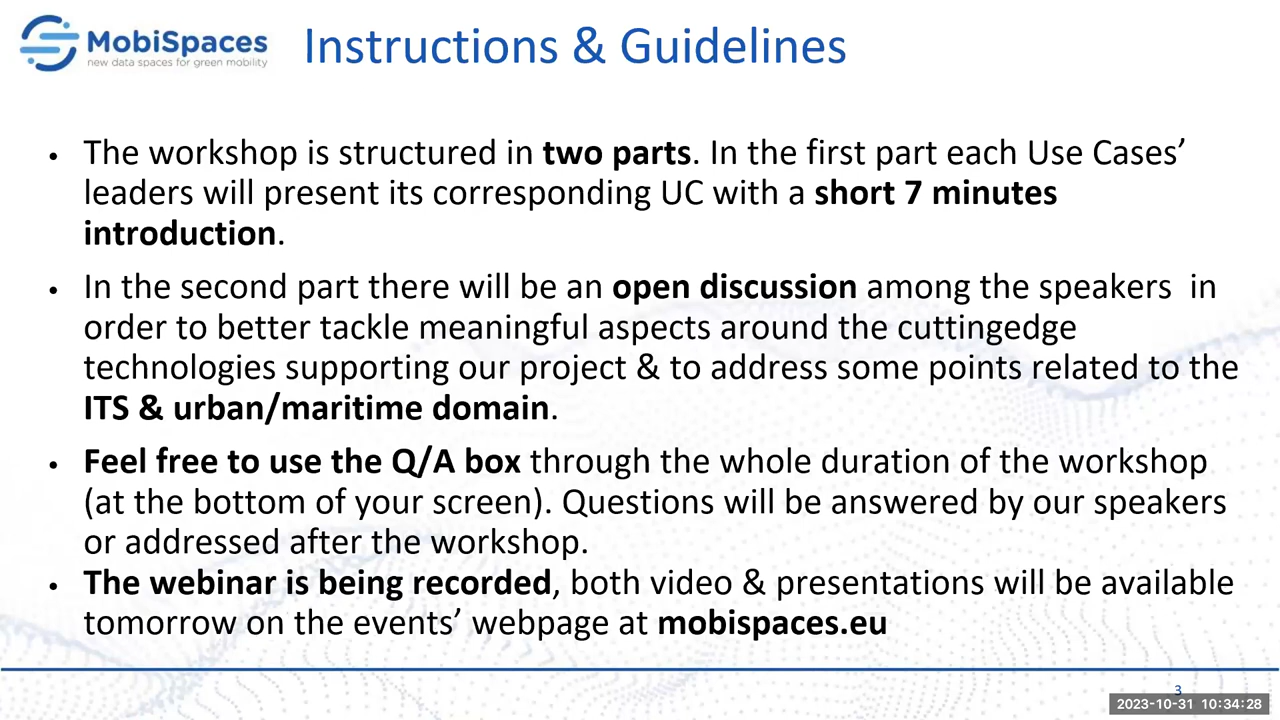 MobiSpaces
new data spaces for green mobility
Instructions & Guidelines
• The workshop is structured in two parts. In the first part each Use Cases’
leaders will present its corresponding UC with a short 7 minutes
introduction.
• In the second part there will be an open discussion among the speakers  in
order to better tackle meaningful aspects around the cuttingedge
technologies supporting our project & to address some points related to the
ITS & urban/maritime domain.
• Feel free to use the Q/A box through the whole duration of the workshop
(at the bottom of your screen). Questions will be answered by our speakers
or addressed after the workshop.
• The webinar is being recorded, both video & presentations will be available
tomorrow on the events’ webpage at mobispaces.eu
3
2023-10-31 10:34:28